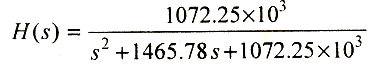 H(s) = 1072.25×10³ / s² +1465.78s+1072.25×10³